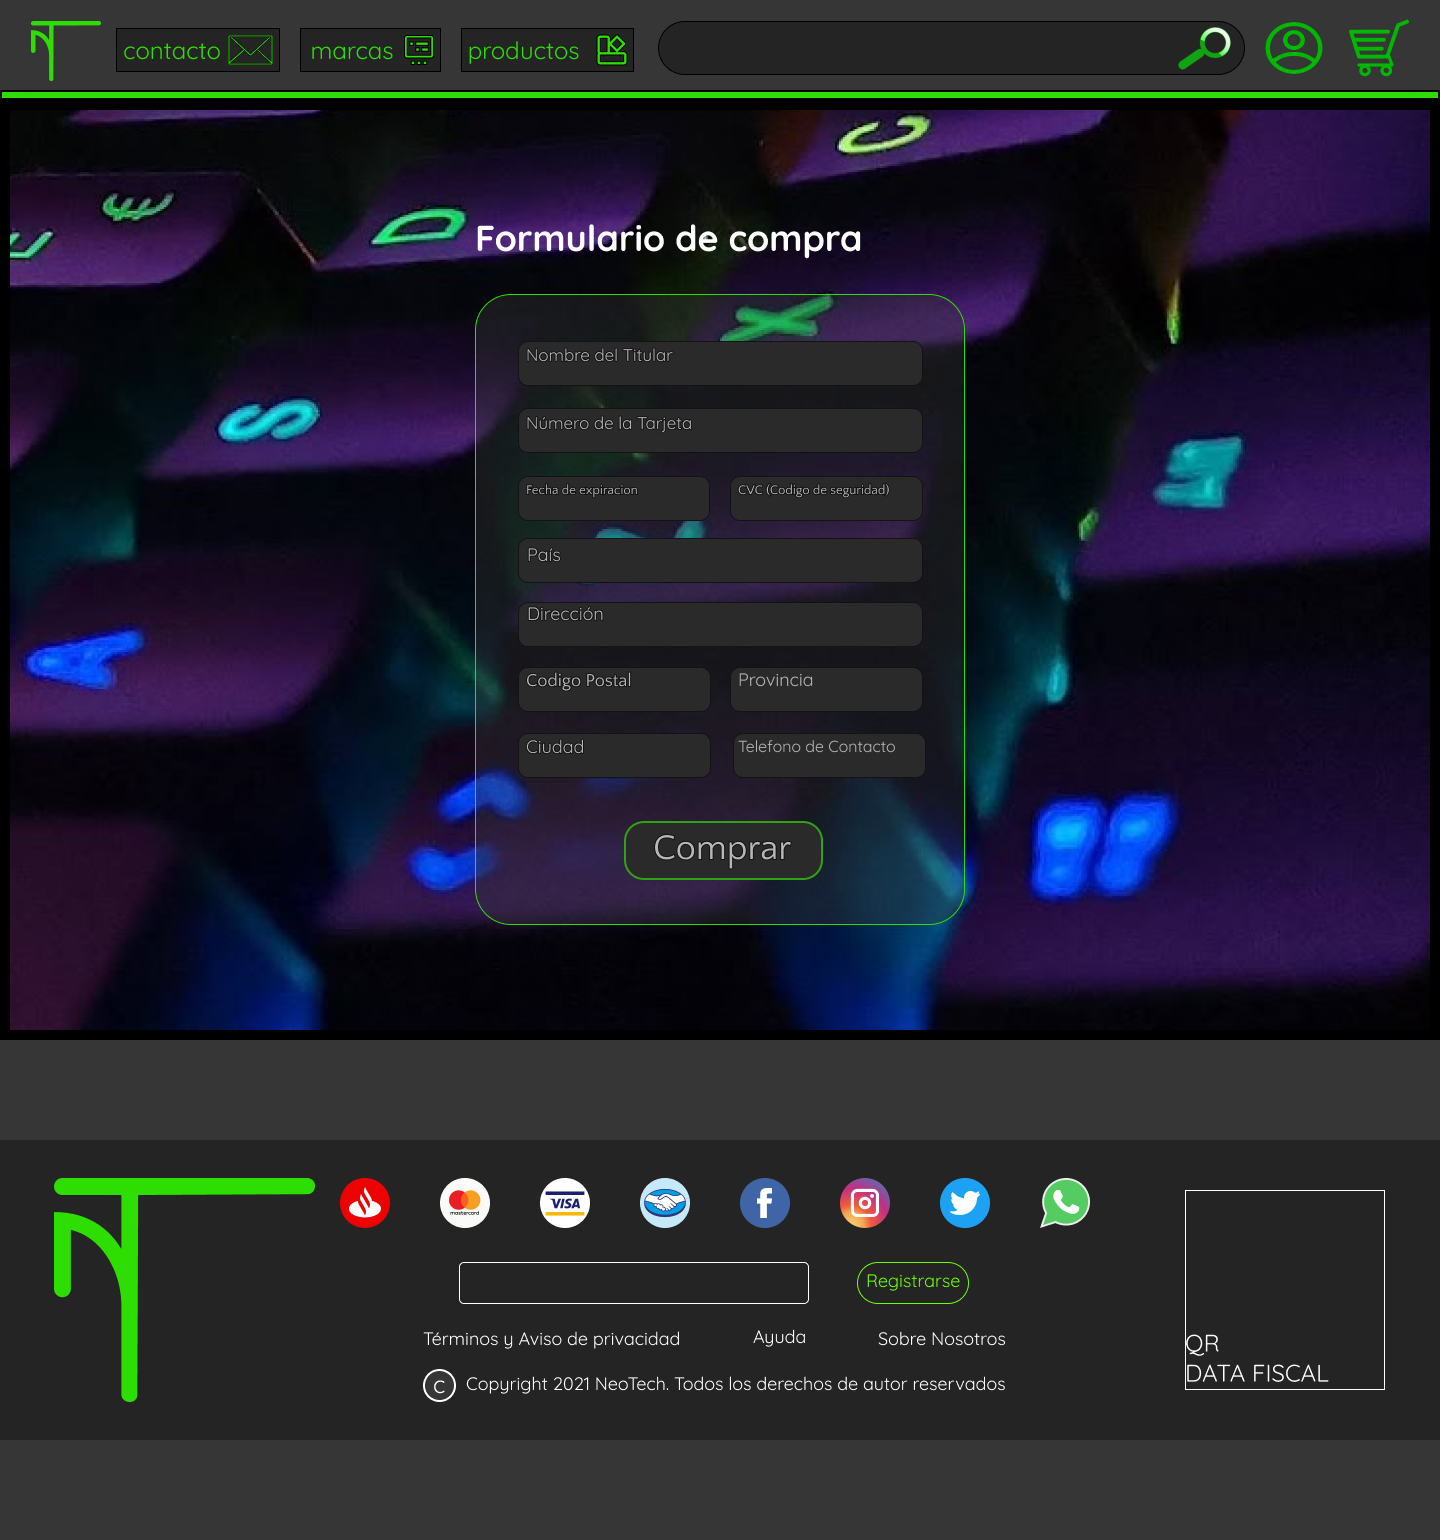 contacto
marcas
productos
Formulario de compra
Nombre del Titular
Número de la Tarjeta
Fecha de expiracion
CVC (Codigo de seguridad)
País
Dirección
Codigo Postal
Provincia
Ciudad
Telefono de Contacto
Comprar
mastercard
VISA
Registrarse
Términos y Aviso de privacidad
Ayuda
Sobre Nosotros
C Copyright 2021 NeoTech. Todos los derechos de autor reservados
QR
DATA FISCAL